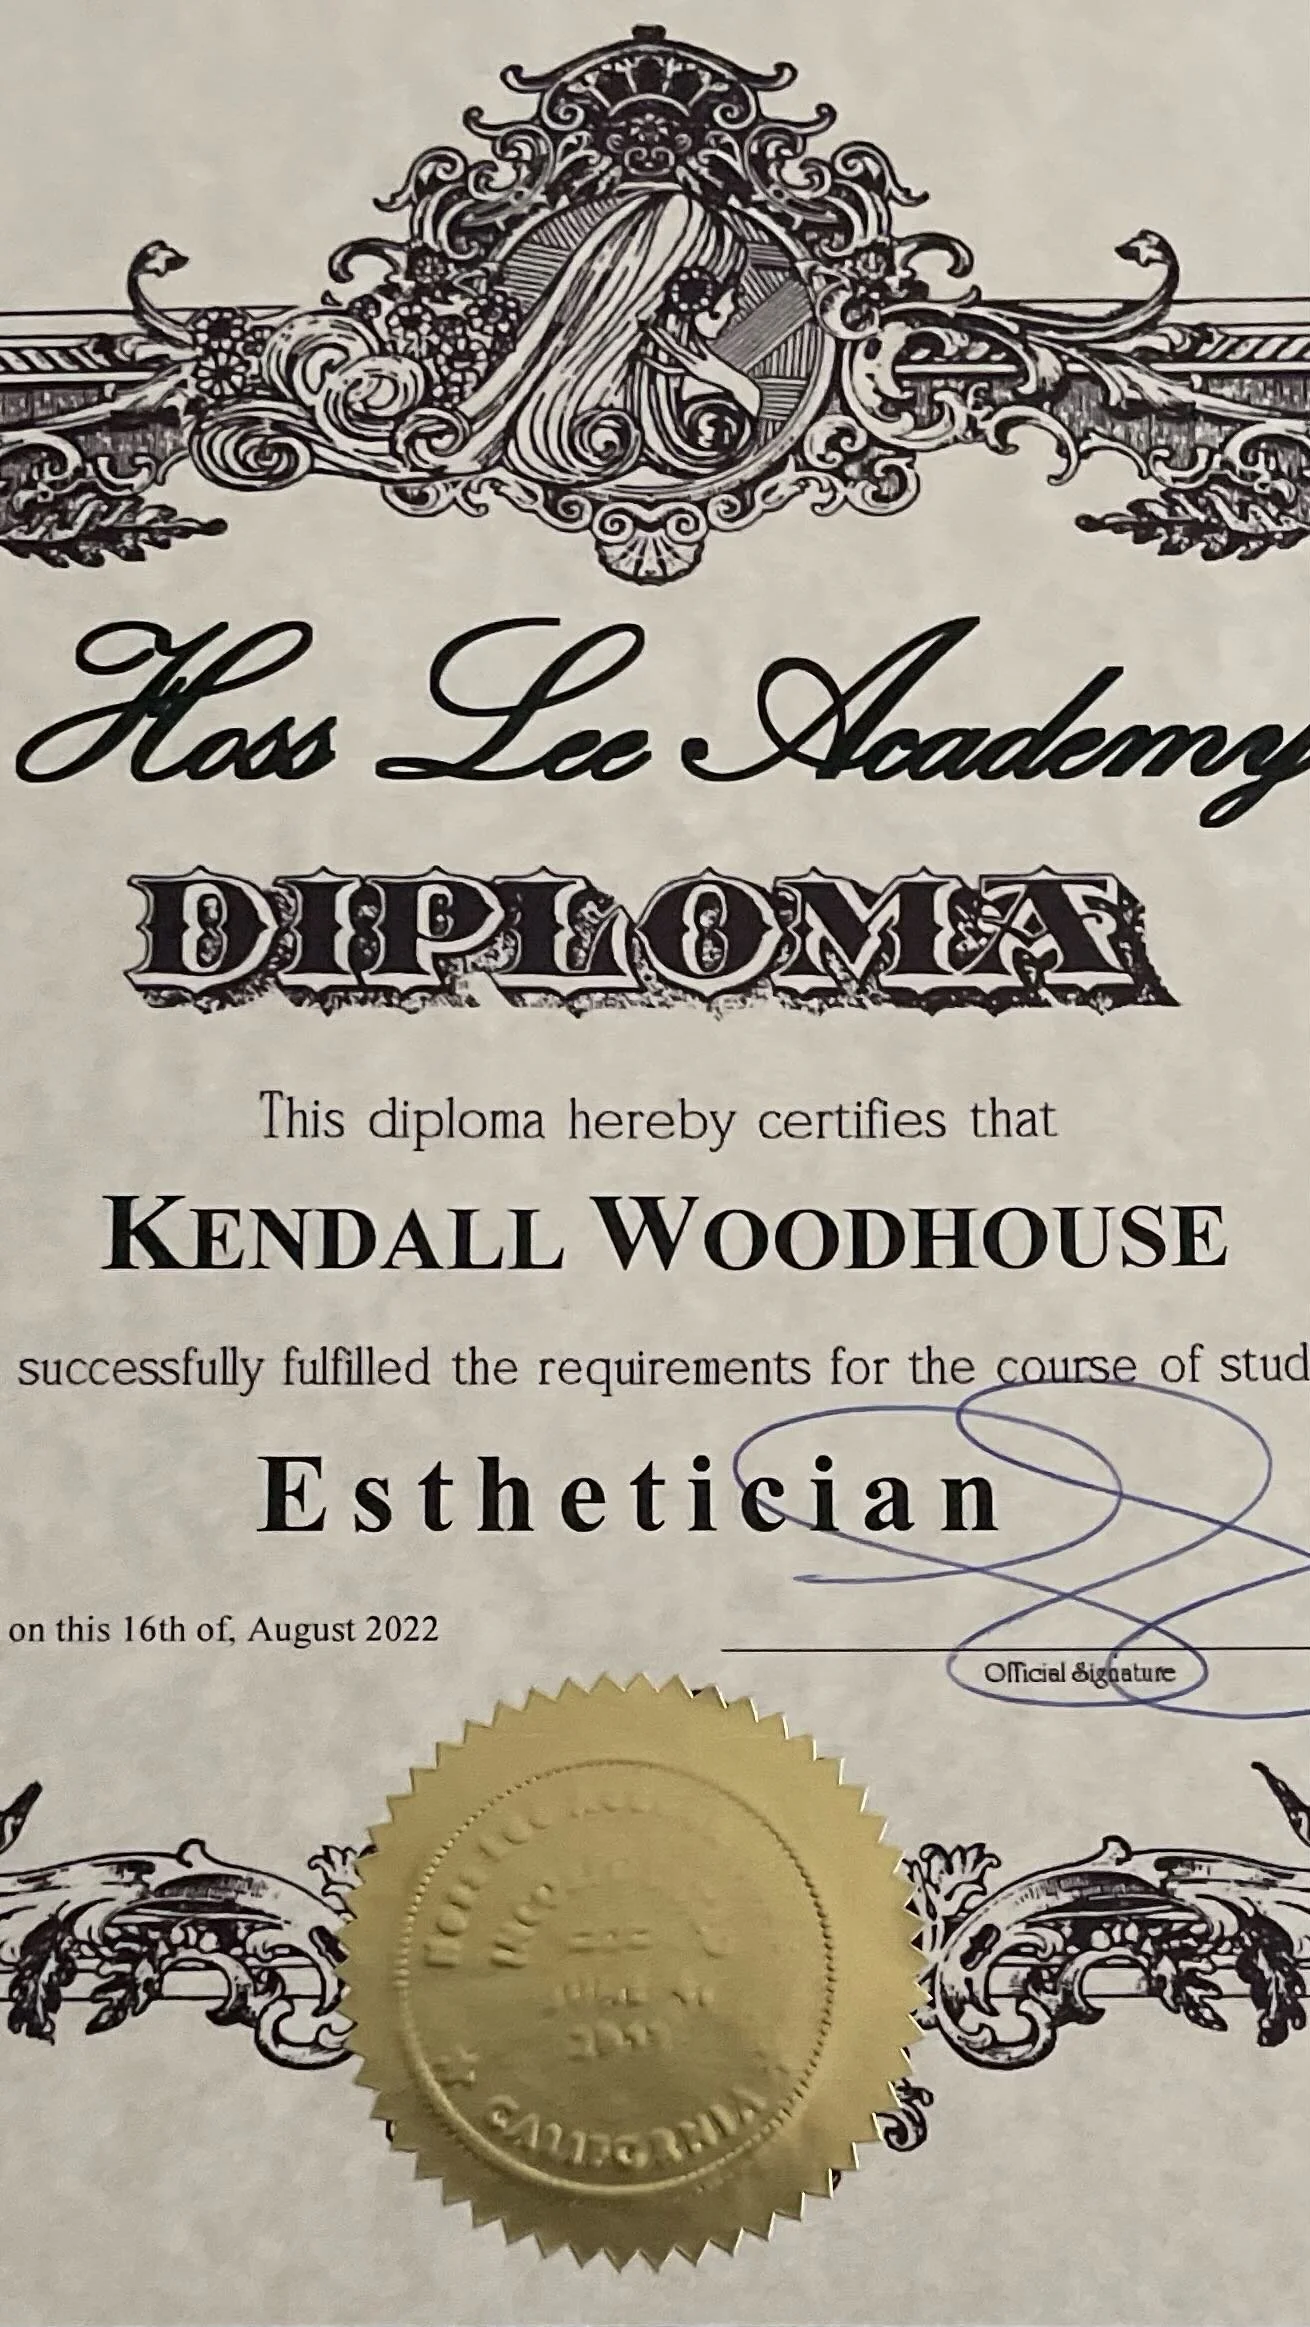 Hoss Lee Academy
DIPLOMA
This diploma hereby certifies that
KENDALL WOODHOUSE
successfully fulfilled the requirements for the course of stud
Esthetician
on this 16th of, August 2022
Official Signature
CALIFORNIA